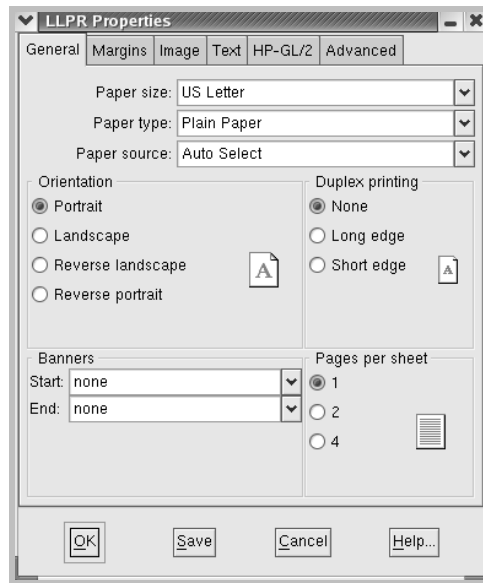 LLPR Properties
General Margins Image Text HP-GL/2 Advanced
Paper size: US Letter
Paper type: Plain Paper
Paper source: Auto Select
Orientation
Portrait
Landscape
Reverse landscape
Reverse portrait
A
Duplex printing
None
Long edge
Short edge
A
Banners
Start: none
End: none
Pages per sheet
1
2
4
OK Save Cancel Help...